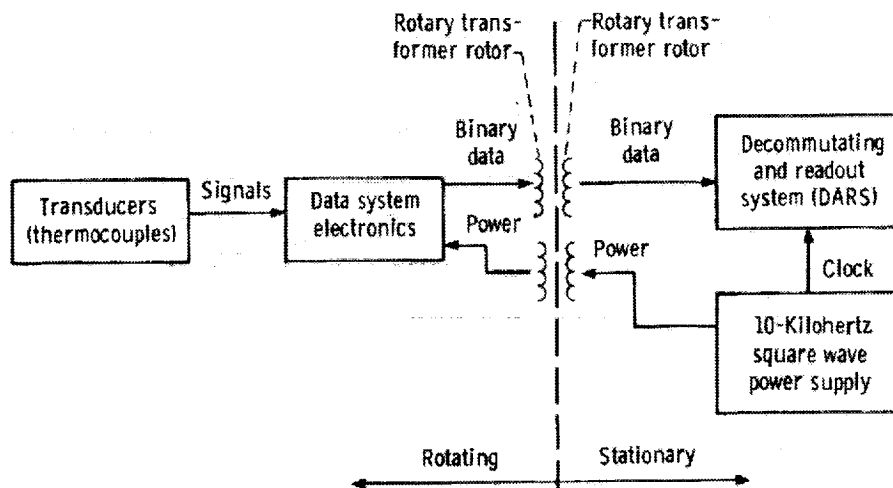 Rotary trans-
former rotor
Rotary trans-
former rotor
Binary
data
Binary
data
Decommutating
and readout
system (DARS)
Transducers
(thermocouples)
Signals
Data system
electronics
Power
Power
Clock
10-Kilohertz
square wave
power supply
Rotating
Stationary